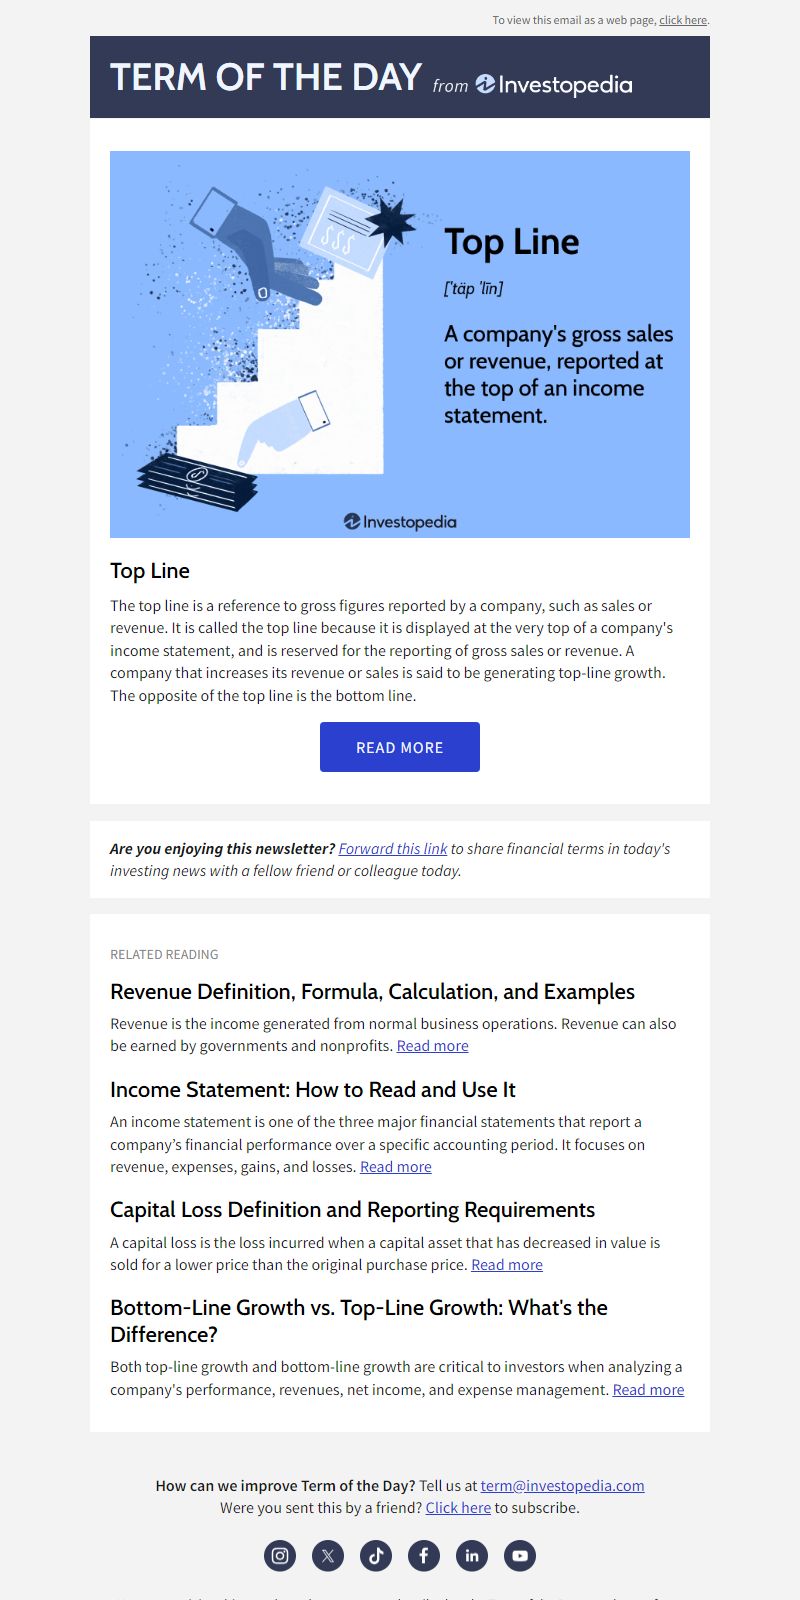 To view this email as a web page, click here.
TERM OF THE DAY from Investopedia
Top Line
['täp 'līn]
A company's gross sales
or revenue, reported at
the top of an income
statement.
Investopedia
Top Line
The top line is a reference to gross figures reported by a company, such as sales or
revenue. It is called the top line because it is displayed at the very top of a company's
income statement, and is reserved for the reporting of gross sales or revenue. A
company that increases its revenue or sales is said to be generating top-line growth.
The opposite of the top line is the bottom line.
READ MORE
Are you enjoying this newsletter? Forward this link to share financial terms in today's
investing news with a fellow friend or colleague today.
RELATED READING
Revenue Definition, Formula, Calculation, and Examples
Revenue is the income generated from normal business operations. Revenue can also
be earned by governments and nonprofits. Read more
Income Statement: How to Read and Use It
An income statement is one of the three major financial statements that report a
company’s financial performance over a specific accounting period. It focuses on
revenue, expenses, gains, and losses. Read more
Capital Loss Definition and Reporting Requirements
A capital loss is the loss incurred when a capital asset that has decreased in value is
sold for a lower price than the original purchase price. Read more
Bottom-Line Growth vs. Top-Line Growth: What's the
Difference?
Both top-line growth and bottom-line growth are critical to investors when analyzing a
company's performance, revenues, net income, and expense management. Read more
How can we improve Term of the Day? Tell us at term@investopedia.com
Were you sent this by a friend? Click here to subscribe.